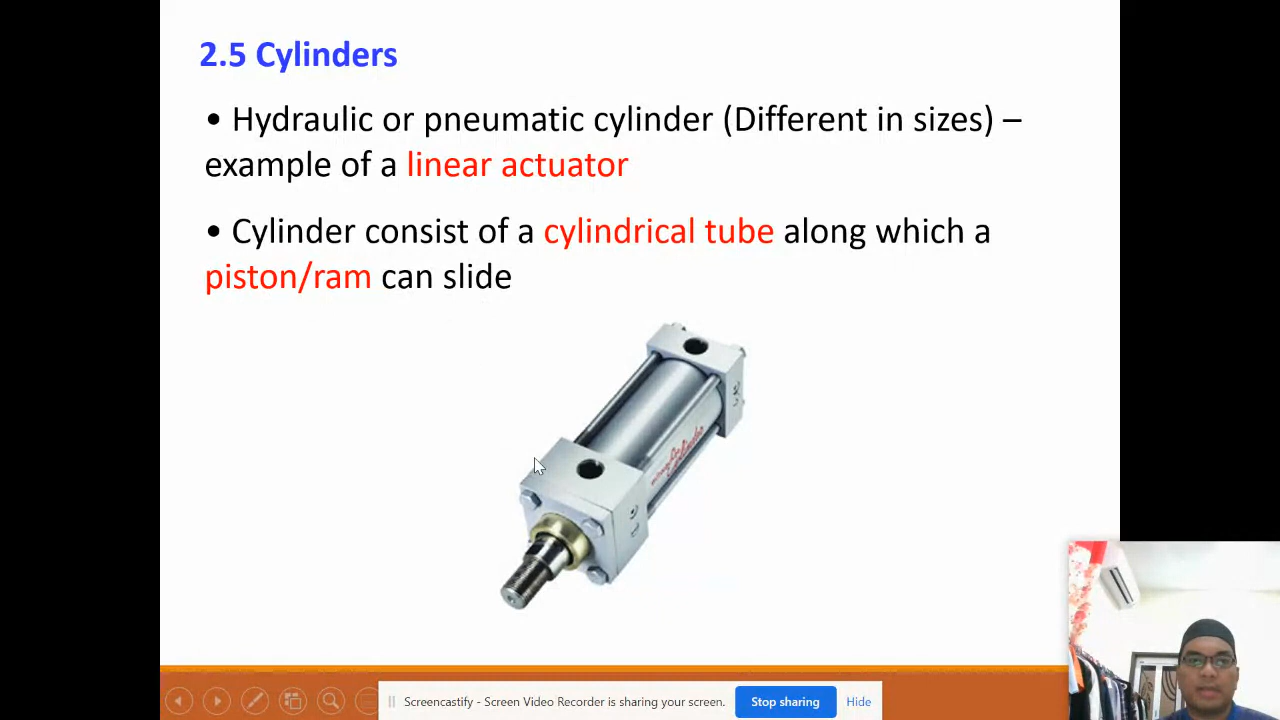 2.5 Cylinders
• Hydraulic or pneumatic cylinder (Different in sizes) –
example of a linear actuator
• Cylinder consist of a cylindrical tube along which a
piston/ram can slide
Screencastify - Screen Video Recorder is sharing your screen.
Stop sharing
Hide